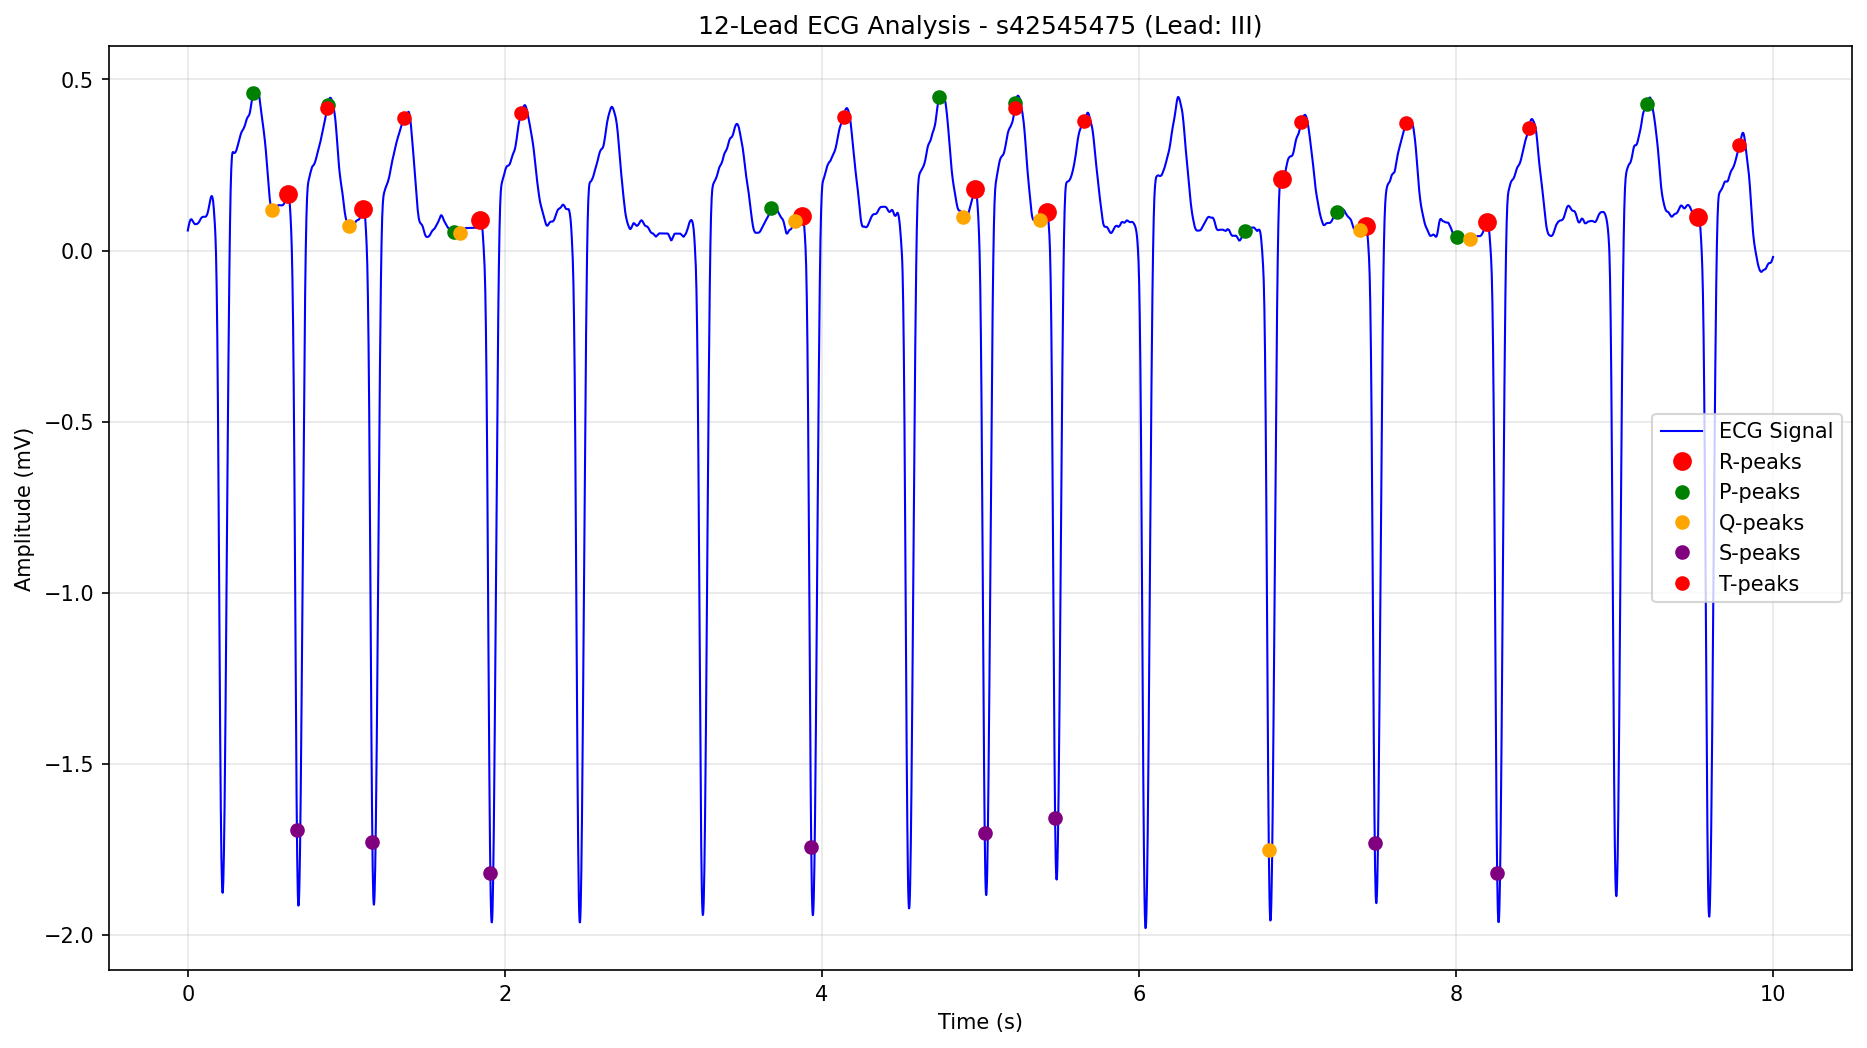 12-Lead ECG Analysis - s42545475 (Lead: III)
Amplitude (mV)
0.5
0.0
−0.5
−1.0
−1.5
−2.0
ECG Signal
R-peaks
P-peaks
Q-peaks
S-peaks
T-peaks
0 2 4 6 8 10
Time (s)